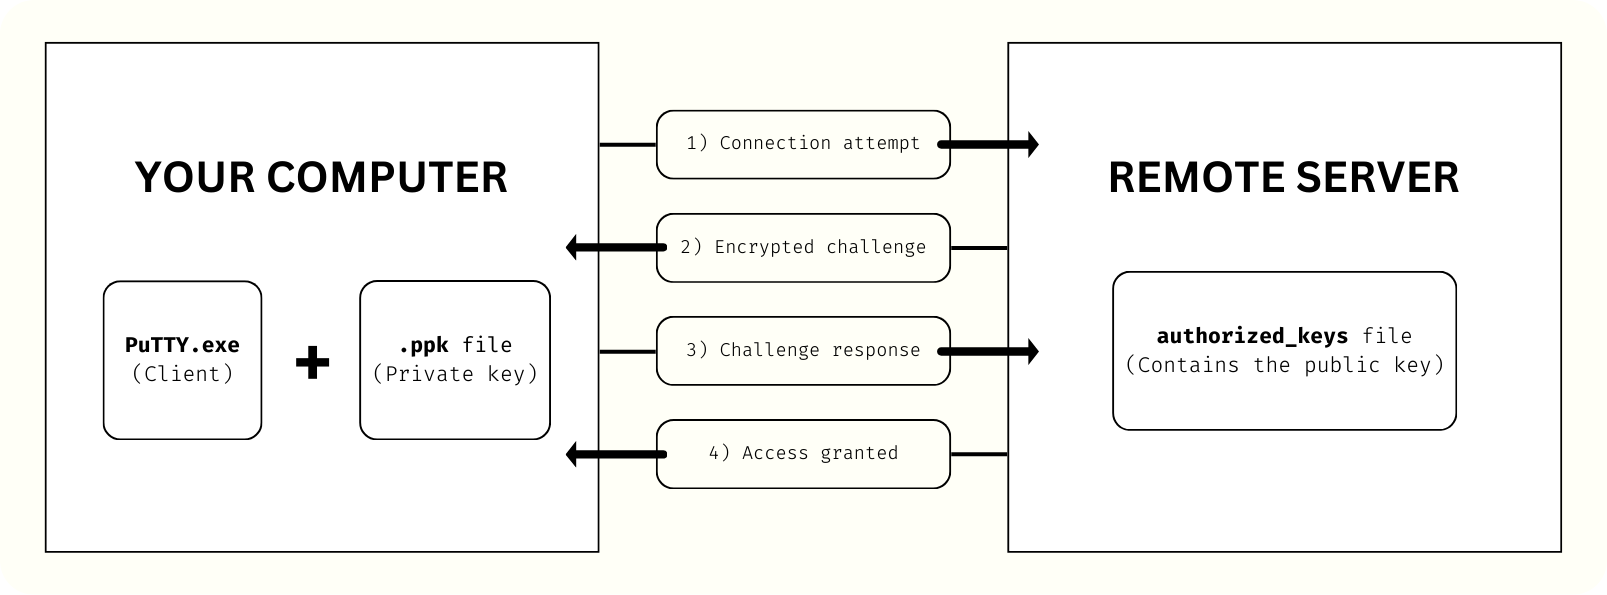 YOUR COMPUTER
PuTTY.exe
(Client)
+
.ppk file
(Private key)
1) Connection attempt
2) Encrypted challenge
3) Challenge response
4) Access granted
REMOTE SERVER
authorized_keys file
(Contains the public key)